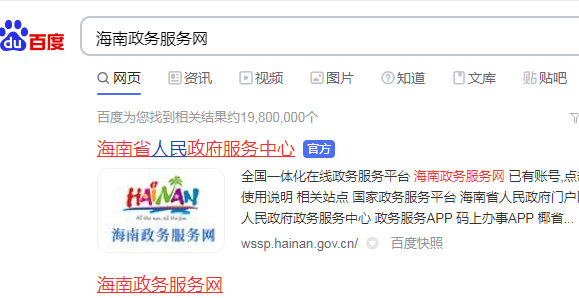 du 百度
海南政务服务网
网页 资讯 视频 图片 知道 文库 贴吧
百度为您找到相关结果约19,800,000个
海南省人民政府服务中心 官方
全国一体化在线政务服务平台 海南政务服务网 已有账号,点
使用说明 相关站点 国家政务服务平台 海南省人民政府门户
人民政府政务服务中心 政务服务APP 码上办事APP 椰省...
HAINAN
海南政务服务网
wssp.hainan.gov.cn/ 百度快照
海南政务服务网